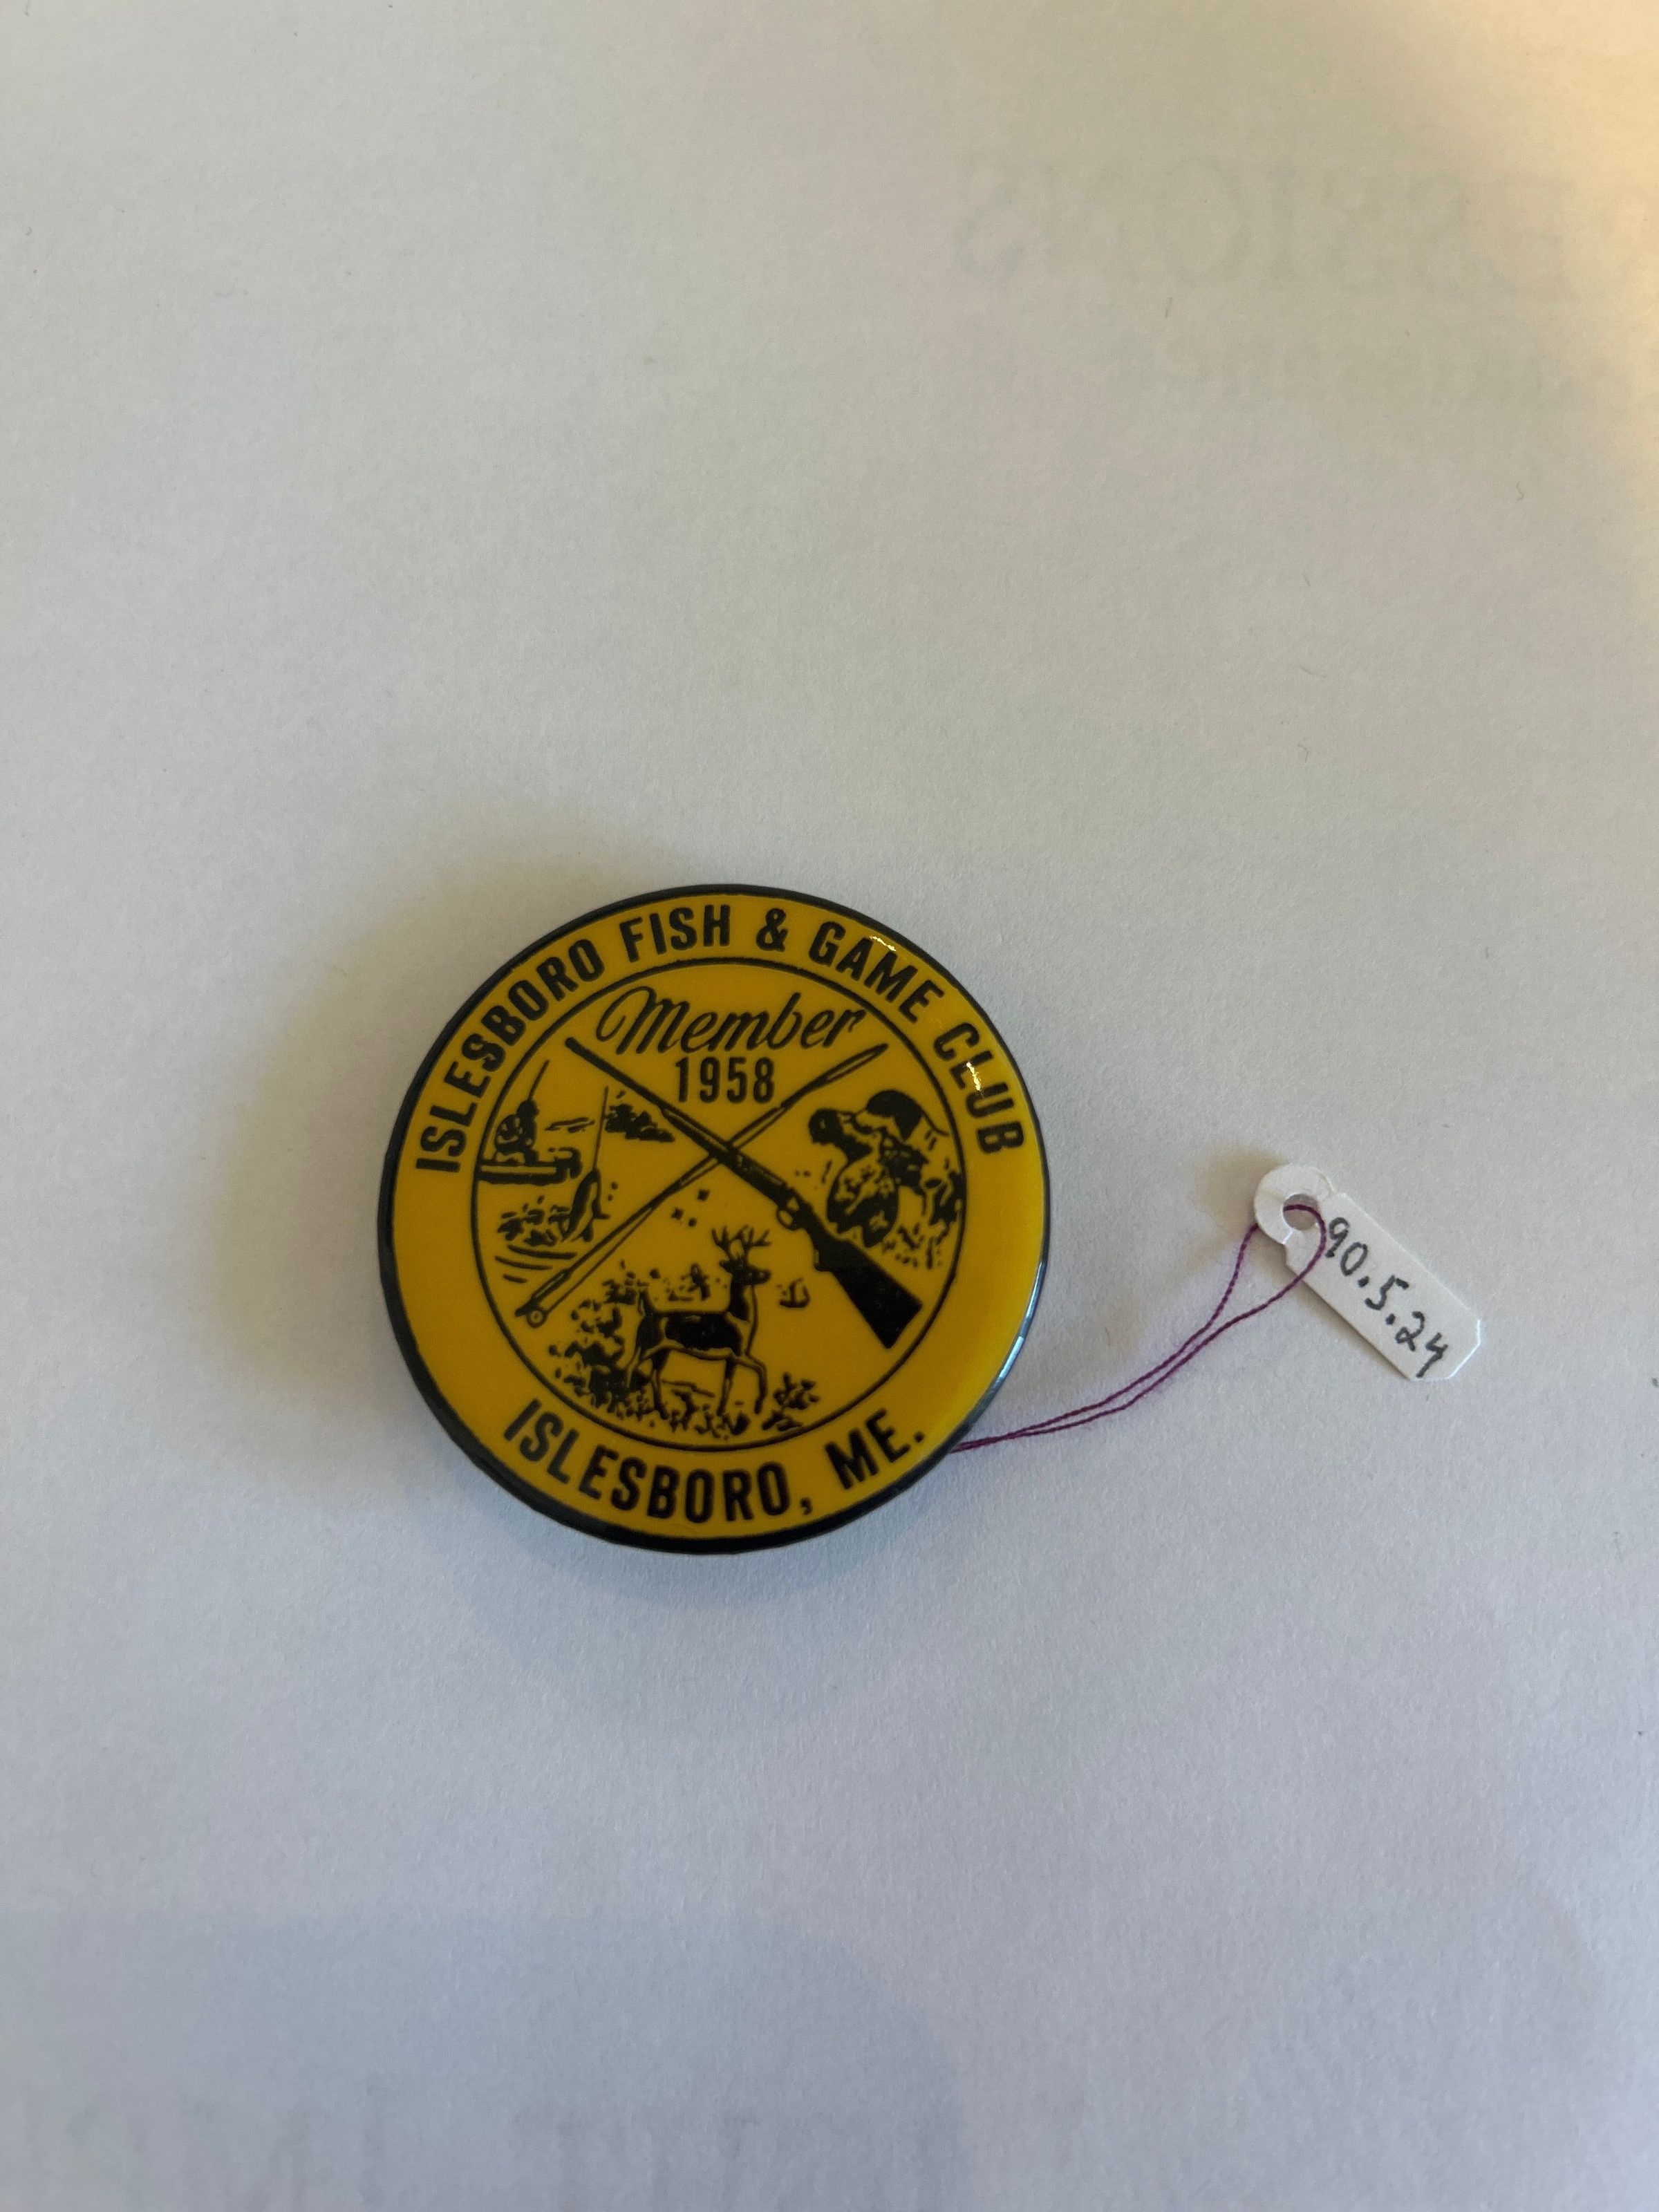 ISLESBORO FISH & GAME CLUB
Member
1958
ISLESBORO, ME.
90.5.24